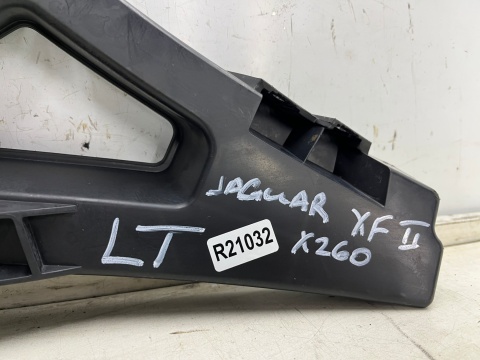 JAGUAR XF II
X260
LT
R21032